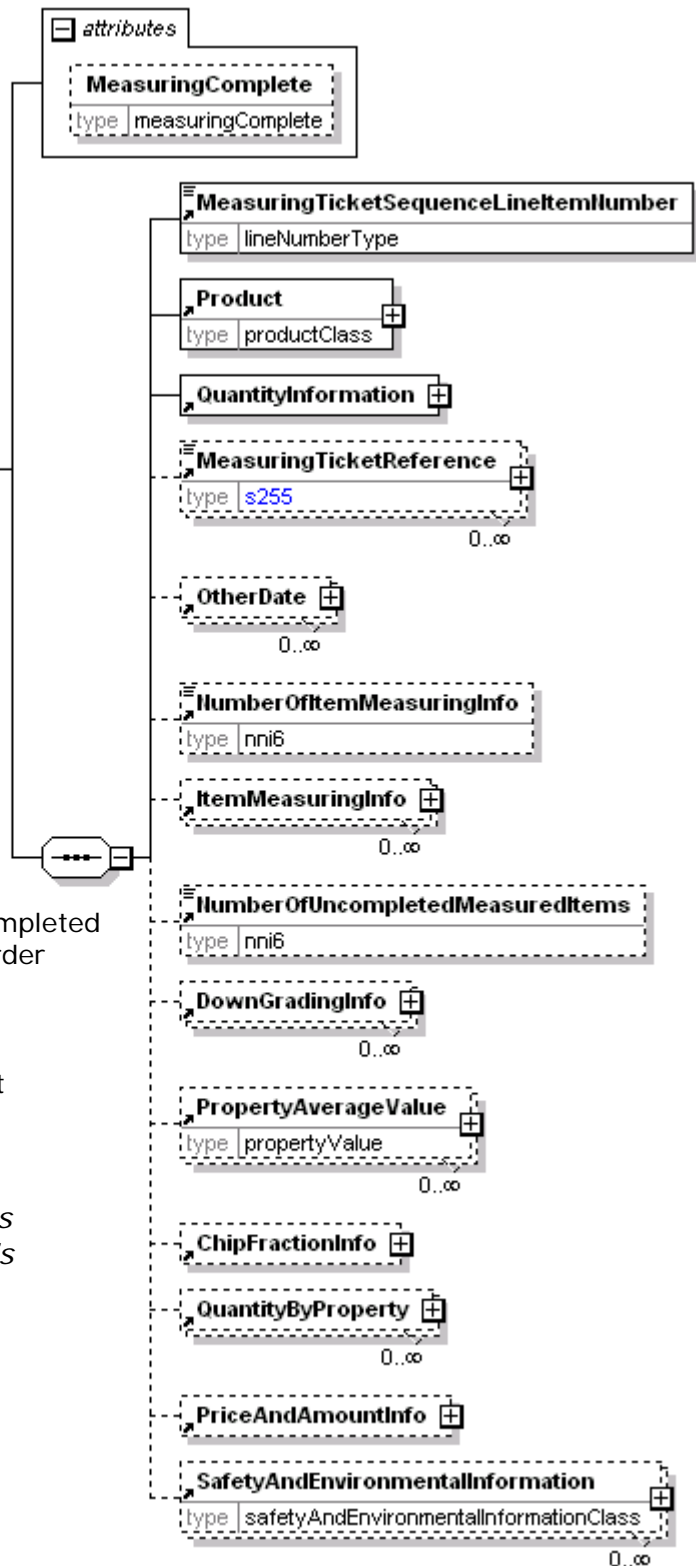 attributes
MeasuringComplete
type measuringComplete
MeasuringTicketSequenceLineItemNumber
type lineNumberType
Product
type productClass
QuantityInformation
MeasuringTicketReference
type s255
0..∞
OtherDate
0..∞
NumberOfItemMeasuringInfo
type nni6
ItemMeasuringInfo
0..∞
mpleted
rder
NumberOfUncompletedMeasuredItems
type nni6
DownGradingInfo
0..∞
t
PropertyAverageValue
type propertyValue
0..∞
s
is
ChipFractionInfo
QuantityByProperty
0..∞
PriceAndAmountInfo
SafetyAndEnvironmentalInformation
type safetyAndEnvironmentalInformationClass
0..∞